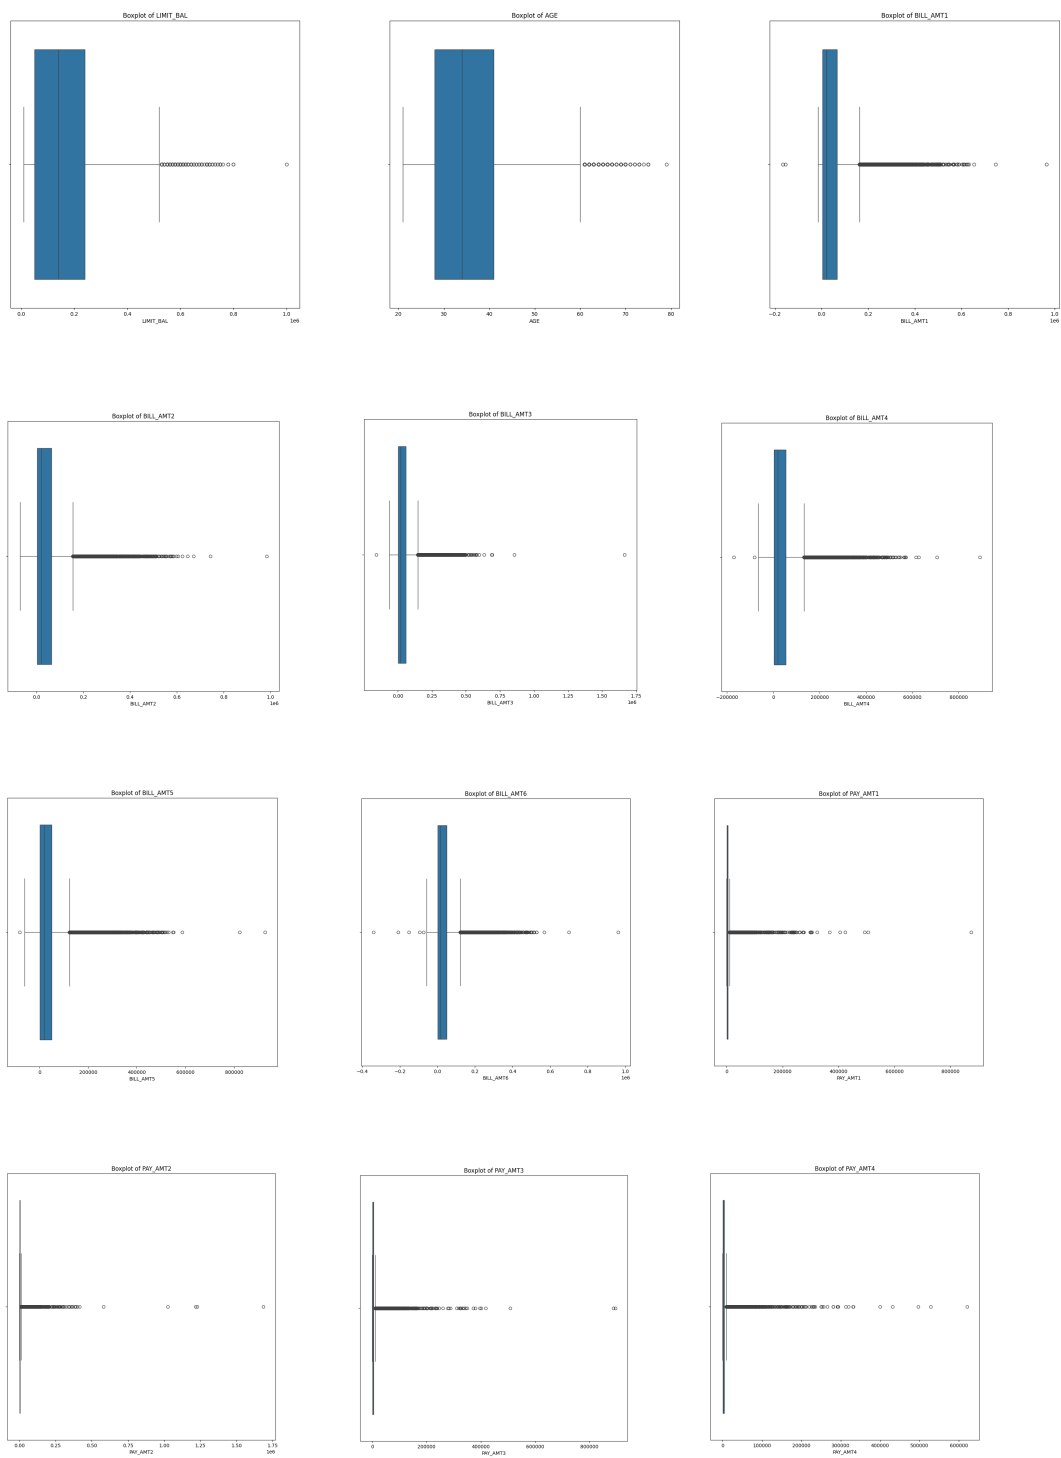 Boxplot of LIMIT_BAL
0.0 0.2 0.4 0.6 0.8 1.0
LIMIT_BAL
1e6
Boxplot of AGE
20 30 40 50 60 70 80
AGE
Boxplot of BILL_AMT1
−0.2 0.0 0.2 0.4 0.6 0.8 1.0
BILL_AMT1
1e6
Boxplot of BILL_AMT2
0.0 0.2 0.4 0.6 0.8 1.0
BILL_AMT2
1e6
Boxplot of BILL_AMT3
0.00 0.25 0.50 0.75 1.00 1.25 1.50 1.75
BILL_AMT3
1e6
Boxplot of BILL_AMT4
−200000 0 200000 400000 600000 800000
BILL_AMT4
Boxplot of BILL_AMT5
0 200000 400000 600000 800000
BILL_AMT5
Boxplot of BILL_AMT6
−0.4 −0.2 0.0 0.2 0.4 0.6 0.8 1.0
BILL_AMT6
1e6
Boxplot of PAY_AMT1
0 200000 400000 600000 800000
PAY_AMT1
Boxplot of PAY_AMT2
0.00 0.25 0.50 0.75 1.00 1.25 1.50 1.75
PAY_AMT2
1e6
Boxplot of PAY_AMT3
0 200000 400000 600000 800000
PAY_AMT3
Boxplot of PAY_AMT4
0 100000 200000 300000 400000 500000 600000
PAY_AMT4